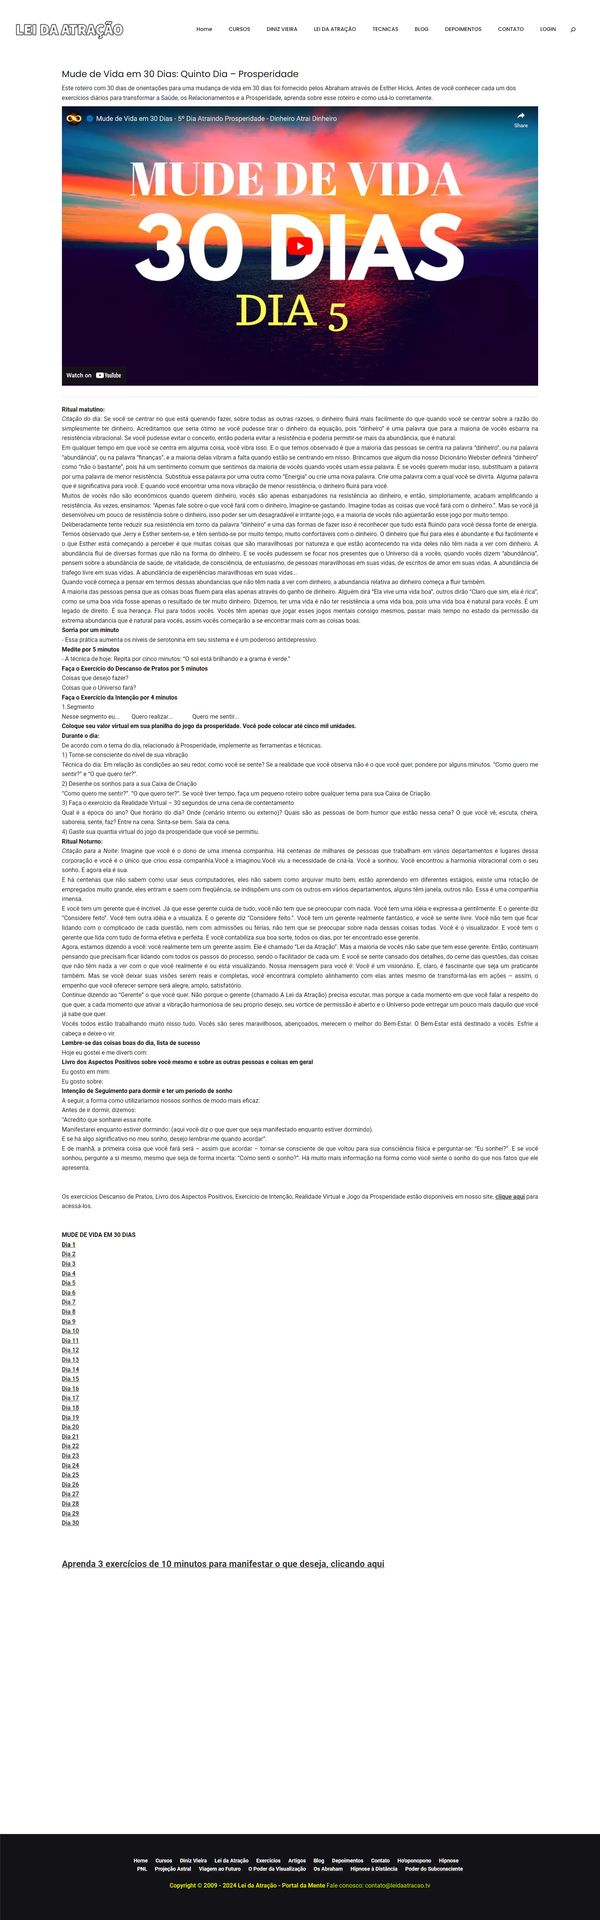 LEI DA ATRAÇÃO
Home CURSOS DINIZ VIEIRA LEI DA ATRAÇÃO TECNICAS BLOG DEPOIMENTOS CONTATO LOGIN
Mude de Vida em 30 Dias: Quinto Dia – Prosperidade
Este roteiro com 30 dias de orientações para uma mudança de vida em 30 dias foi fornecido pelos Abraham através de Esther Hicks. Antes de você conhecer cada um dos
exercícios diários para transformar a Saúde, os Relacionamentos e a Prosperidade, aprenda sobre esse roteiro e como usá-lo corretamente.
Mude de Vida em 30 Dias - 5º Dia Atraindo Prosperidade - Dinheiro Atrai Dinheiro
Share
MUDE DE VIDA
30 DIAS
DIA 5
Watch on YouTube
Ritual matutino:
Citação do dia: Se você se centrar no que está querendo fazer, sobre todas as outras razoes, o dinheiro fluirá mais facilmente do que quando você se centrar sobre a razão do
simplesmente ter dinheiro. Acreditamos que seria ótimo se você pudesse tirar o dinheiro da equação, pois “dinheiro” é uma palavra que para a maioria de vocês esbarra na
resistência vibracional. Se você pudesse evitar o conceito, então poderia evitar a resistência e poderia permitir-se mais da abundância, que é natural.
Em qualquer tempo em que você se centra em alguma coisa, você vibra isso. E o que temos observado é que a maioria das pessoas se centra na palavra “dinheiro”, ou na palavra
“abundância”, ou na palavra “finanças”, e a maioria delas vibram a falta quando estão se centrando em nisso. Brincamos que algum dia nosso Dicionário Webster definirá “dinheiro”
como “não o bastante”, pois há um sentimento comum que sentimos da maioria de vocês quando vocês usam essa palavra. E se vocês querem mudar isso, substituam a palavra
por uma palavra de menor resistência. Substitua essa palavra por uma outra como “Energia” ou crie uma nova palavra. Crie uma palavra com a qual você se divirta. Alguma palavra
que é significativa para você. E quando você encontrar uma nova vibração de menor resistência, o dinheiro fluirá para você.
Muitos de vocês não são econômicos quando querem dinheiro, vocês são apenas esbanjadores na resistência ao dinheiro, e então, simploriamente, acabam amplificando a
resistência. As vezes, ensinamos: “Apenas fale sobre o que você fará com o dinheiro, Imagine-se gastando. Imagine todas as coisas que você fará com o dinheiro.”. Mas se você já
desenvolveu um pouco de resistência sobre o dinheiro, isso poder ser um desagradável e irritante jogo, e a maioria de vocês não agüentarão esse jogo por muito tempo.
Deliberadamente tente reduzir sua resistência em torno da palavra “dinheiro” e uma das formas de fazer isso é reconhecer que tudo está fluindo para você dessa fonte de energia.
Temos observado que Jerry e Esther sentem-se, e têm sentido-se por muito tempo, muito confortáveis com o dinheiro. O dinheiro que flui para eles é abundante e flui facilmente e
o que Esther está começando a perceber é que muitas coisas que são maravilhosas por natureza e que estão acontecendo na vida deles não têm nada a ver com dinheiro. A
abundância flui de diversas formas que não na forma do dinheiro. E se vocês pudessem se focar nos presentes que o Universo dá a vocês, quando vocês dizem “abundância”,
pensem sobre a abundância de saúde, de vitalidade, de consciência, de entusiasmo, de pessoas maravilhosas em suas vidas, de escritos de amor em suas vidas. A abundância de
trafego livre em suas vidas. A abundância de experiências maravilhosas em suas vidas...
Quando você começa a pensar em termos dessas abundancias que não têm nada a ver com dinheiro, a abundancia relativa ao dinheiro começa a fluir também.
A maioria das pessoas pensa que as coisas boas fluem para elas apenas através do ganho de dinheiro. Alguém dirá “Ela vive uma vida boa”, outros dirão “Claro que sim, ela é rica”,
como se uma boa vida fosse apenas o resultado de ter muito dinheiro. Dizemos, ter uma vida é não ter resistência a uma vida boa, pois uma vida boa é natural para vocês. É um
legado de direito. É sua herança. Flui para todos vocês. Vocês têm apenas que jogar esses jogos mentais consigo mesmos, passar mais tempo no estado da permissão da
extrema abundancia que é natural para vocês, assim vocês começarão a se encontrar mais com as coisas boas.
Sorria por um minuto
- Essa prática aumenta os níveis de serotonina em seu sistema e é um poderoso antidepressivo.
Medite por 5 minutos
- A técnica de hoje: Repita por cinco minutos: “O sol está brilhando e a grama é verde.”
Faça o Exercício do Descanso de Pratos por 5 minutos
Coisas que desejo fazer?
Coisas que o Universo fará?
Faça o Exercício da Intenção por 4 minutos
1.Segmento
Nesse segmento eu... Quero realizar... Quero me sentir...
Coloque seu valor virtual em sua planilha do jogo da prosperidade. Você pode colocar até cinco mil unidades.
Durante o dia:
De acordo com o tema do dia, relacionado à Prosperidade, implemente as ferramentas e técnicas.
1) Torne-se consciente do nível de sua vibração
Técnica do dia: Em relação às condições ao seu redor, como você se sente? Se a realidade que você observa não é o que você quer, pondere por alguns minutos. “Como quero me
sentir?” e “O que quero ter?”.
2) Desenhe os sonhos para a sua Caixa de Criação
“Como quero me sentir?”. “O que quero ter?”. Se você tiver tempo, faça um pequeno roteiro sobre qualquer tema para sua Caixa de Criação.
3) Faça o exercício da Realidade Virtual – 30 segundos de uma cena de contentamento
Qual é a época do ano? Que horário do dia? Onde (cenário interno ou externo)? Quais são as pessoas de bom humor que estão nessa cena? O que você vê, escuta, cheira,
saboreia, sente, faz? Entre na cena. Sinta-se bem. Saia da cena.
4) Gaste sua quantia virtual do jogo da prosperidade que você se permitiu.
Ritual Noturno:
Citação para a Noite: Imagine que você é o dono de uma imensa companhia. Há centenas de milhares de pessoas que trabalham em vários departamentos e lugares dessa
corporação e você é o único que criou essa companhia.Você a imaginou.Você viu a necessidade de criá-la. Você a sonhou. Você encontrou a harmonia vibracional com o seu
sonho. E agora ela é sua.
E há centenas que não sabem como usar seus computadores, eles não sabem como arquivar muito bem, estão aprendendo em diferentes estágios, existe uma rotação de
empregados muito grande, eles entram e saem com freqüência, se indispõem uns com os outros em vários departamentos, alguns têm janela, outros não. Essa é uma companhia
imensa.
E você tem um gerente que é incrível. Já que esse gerente cuida de tudo, você não tem que se preocupar com nada. Você tem uma idéia e expressa-a gentilmente. E o gerente diz
“Considere feito”. Você tem outra idéia e a visualiza. E o gerente diz “Considere feito.”. Você tem um gerente realmente fantástico, e você se sente livre. Você não tem que ficar
lidando com o complicado de cada questão, nem com admissões ou férias, não tem que se preocupar sobre nada dessas coisas todas. Você é o visualizador. E você tem o
gerente que lida com tudo de forma efetiva e perfeita. E você contabiliza sua boa sorte, todos os dias, por ter encontrado esse gerente.
Agora, estamos dizendo a você: você realmente tem um gerente assim. Ele é chamado “Lei da Atração”. Mas a maioria de vocês não sabe que tem esse gerente. Então, continuam
pensando que precisam ficar lidando com todos os passos do processo, sendo o facilitador de cada um. E você se sente cansado dos detalhes, do cerne das questões, das coisas
que não têm nada a ver com o que você realmente é ou está visualizando. Nossa mensagem para você é: Você é um visionário. E, claro, é fascinante que seja um praticante
também. Mas se você deixar suas visões serem reais e completas, você encontrará completo alinhamento com elas antes mesmo de transformá-las em ações – assim, o
empenho que você oferecer sempre será alegre, amplo, satisfatório.
Continue dizendo ao “Gerente” o que você quer. Não porque o gerente (chamado A Lei da Atração) precisa escutar, mas porque a cada momento em que você falar a respeito do
que quer, a cada momento que ativar a vibração harmoniosa de seu próprio desejo, seu vórtice de permissão é aberto e o Universo pode entregar um pouco mais daquilo que você
já sabe que quer.
Vocês todos estão trabalhando muito nisso tudo. Vocês são seres maravilhosos, abençoados, merecem o melhor do Bem-Estar. O Bem-Estar está destinado a vocês. Esfrie a
cabeça e deixe-o vir.
Lembre-se das coisas boas do dia, lista de sucesso
Hoje eu gostei e me diverti com:
Livro dos Aspectos Positivos sobre você mesmo e sobre as outras pessoas e coisas em geral
Eu gosto em mim:
Eu gosto sobre:
Intenção de Seguimento para dormir e ter um período de sonho
A seguir, a forma como utilizaríamos nossos sonhos de modo mais eficaz:
Antes de ir dormir, dizemos:
“Acredito que sonharei essa noite.
Manifestarei enquanto estiver dormindo: (aqui você diz o que quer que seja manifestado enquanto estiver dormindo).
E se há algo significativo no meu sonho, desejo lembrar-me quando acordar”.
E de manhã, a primeira coisa que você fará será – assim que acordar – tornar-se consciente de que voltou para sua consciência física e perguntar-se: “Eu sonhei?”. E se você
sonhou, pergunte a si mesmo, mesmo que seja de forma incerta: “Como senti o sonho?”. Há muito mais informação na forma como você sente o sonho do que nos fatos que ele
apresenta.
Os exercícios Descanso de Pratos, Livro dos Aspectos Positivos, Exercício de Intenção, Realidade Virtual e Jogo da Prosperidade estão disponíveis em nosso site, clique aqui para
acessá-los.
MUDE DE VIDA EM 30 DIAS
Dia 1
Dia 2
Dia 3
Dia 4
Dia 5
Dia 6
Dia 7
Dia 8
Dia 9
Dia 10
Dia 11
Dia 12
Dia 13
Dia 14
Dia 15
Dia 16
Dia 17
Dia 18
Dia 19
Dia 20
Dia 21
Dia 22
Dia 23
Dia 24
Dia 25
Dia 26
Dia 27
Dia 28
Dia 29
Dia 30
Aprenda 3 exercícios de 10 minutos para manifestar o que deseja, clicando aqui
Home Cursos Diniz Vieira Lei da Atração Exercícios Artigos Blog Depoimentos Contato Ho'oponopono Hipnose
PNL Projeção Astral Viagem ao Futuro O Poder da Visualização Os Abraham Hipnose à Distância Poder do Subconsciente
Copyright © 2009 - 2024 Lei da Atração - Portal da Mente Fale conosco: contato@leidaatracao.tv